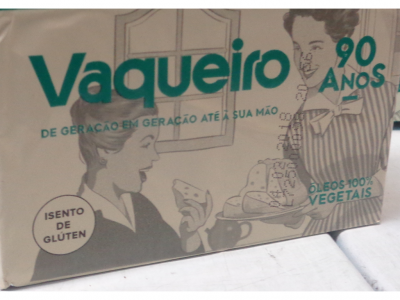 Vaqueiro
90
ANOS
DE GERAÇÃO EM GERAÇÃO ATÉ À SUA MÃO
ISENTO
DE
GLÚTEN
ÓLEOS 100%
VEGETAIS